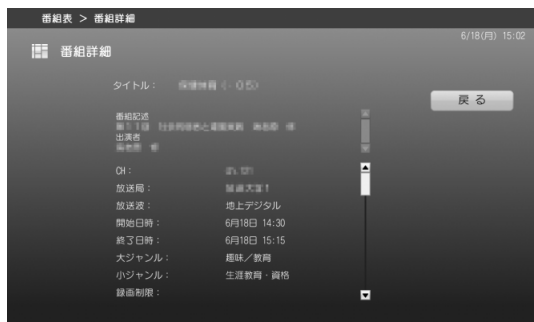 番組表 > 番組詳細
6/18(月) 15:02
番組詳細
タイトル：
戻る
番組記述
出演者
CH：
放送局：
放送波： 地上デジタル
開始日時： 6月18日 14:30
終了日時： 6月18日 15:15
大ジャンル： 趣味／教育
小ジャンル： 生涯教育・資格
録画制限：